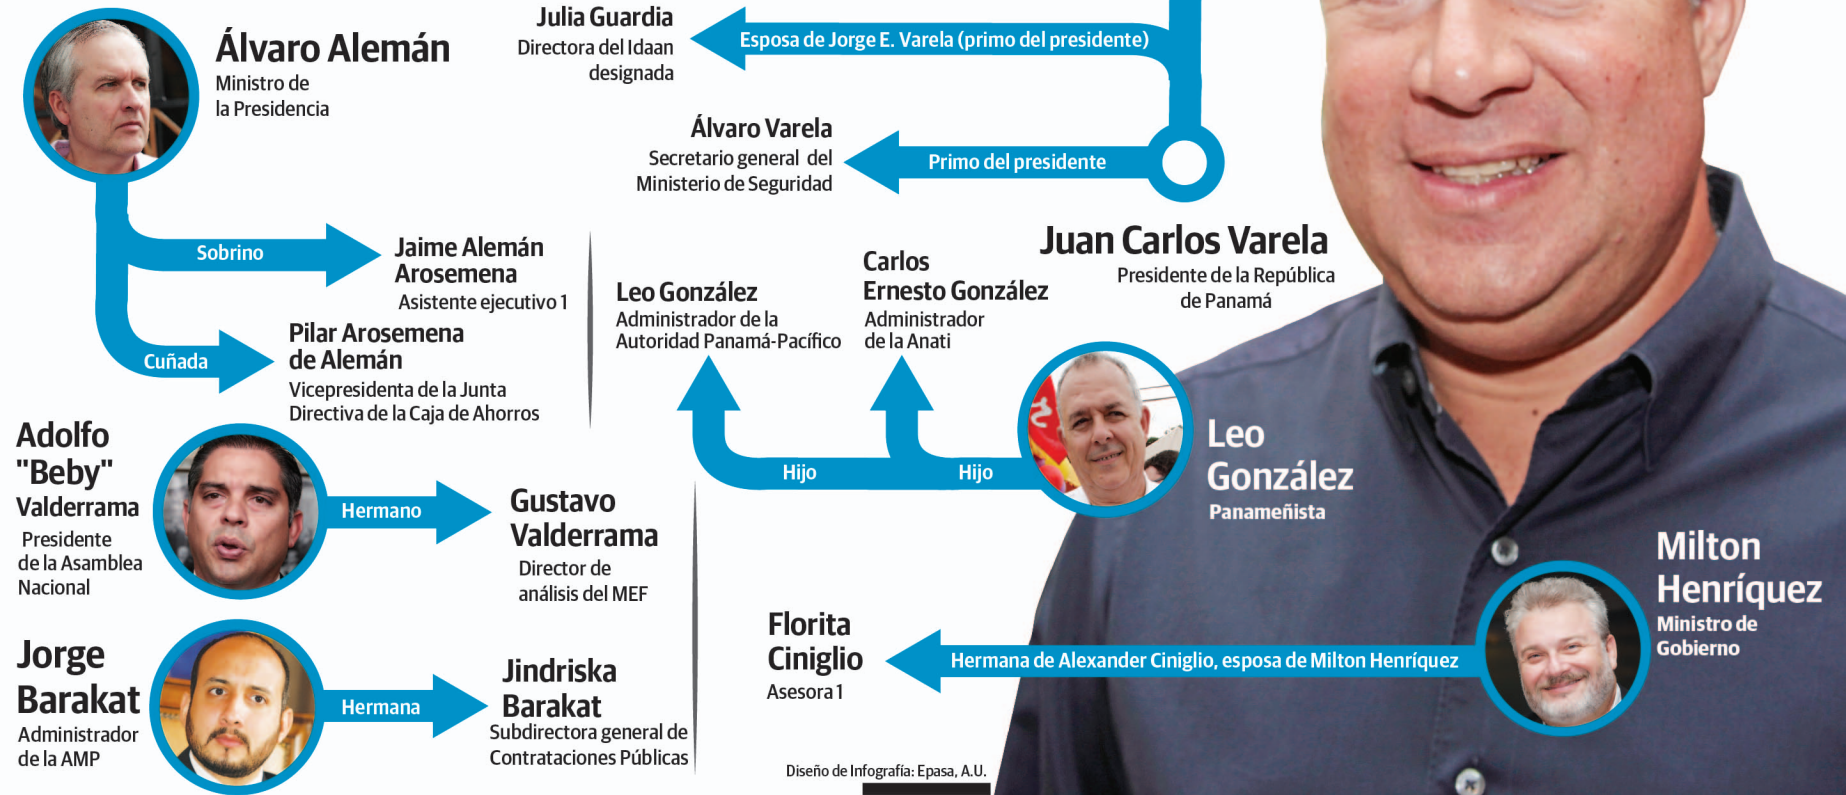 Álvaro Alemán
Ministro de
la Presidencia
Julia Guardia
Directora del Idaan
designada
Esposa de Jorge E. Varela (primo del presidente)
Álvaro Varela
Secretario general del
Ministerio de Seguridad
Primo del presidente
Juan Carlos Varela
Presidente de la República
de Panamá
Sobrino
Jaime Alemán
Arosemena
Asistente ejecutivo 1
Cuñada
Pilar Arosemena
de Alemán
Vicepresidenta de la Junta
Directiva de la Caja de Ahorros
Leo González
Administrador de la
Autoridad Panamá-Pacífico
Carlos
Ernesto González
Administrador
de la Anati
Hijo
Hijo
Leo
González
Panameñista
Adolfo
"Beby"
Valderrama
Presidente
de la Asamblea
Nacional
Hermano
Gustavo
Valderrama
Director de
análisis del MEF
Jorge
Barakat
Administrador
de la AMP
Hermana
Jindriska
Barakat
Subdirectora general de
Contrataciones Públicas
Florita
Ciniglio
Asesora 1
Hermana de Alexander Ciniglio, esposa de Milton Henríquez
Milton
Henríquez
Ministro de
Gobierno
Diseño de Infografía: Epasa, A.U.